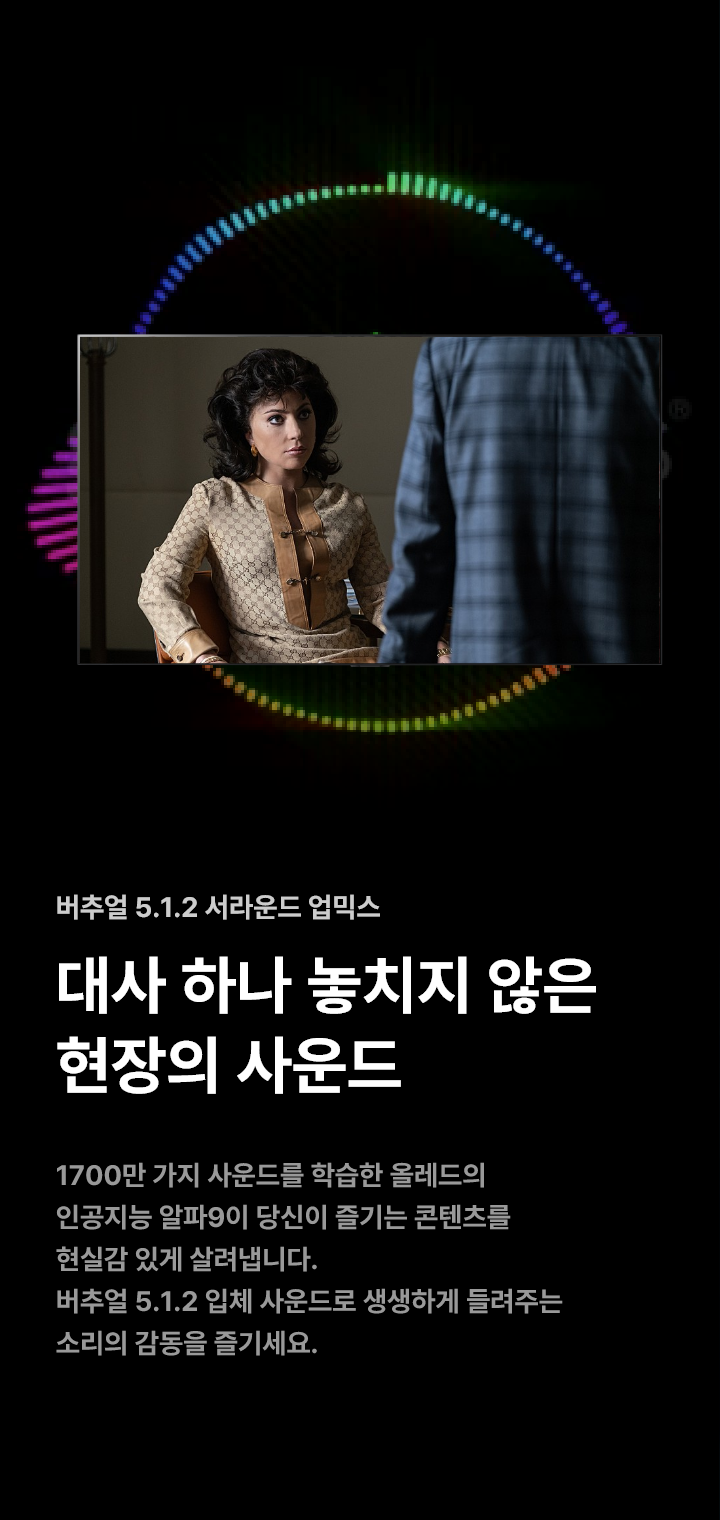 ®
버추얼 5.1.2 서라운드 업믹스
대사 하나 놓치지 않은
현장의 사운드
1700만 가지 사운드를 학습한 올레드의
인공지능 알파9이 당신이 즐기는 콘텐츠를
현실감 있게 살려냅니다.
버추얼 5.1.2 입체 사운드로 생생하게 들려주는
소리의 감동을 즐기세요.